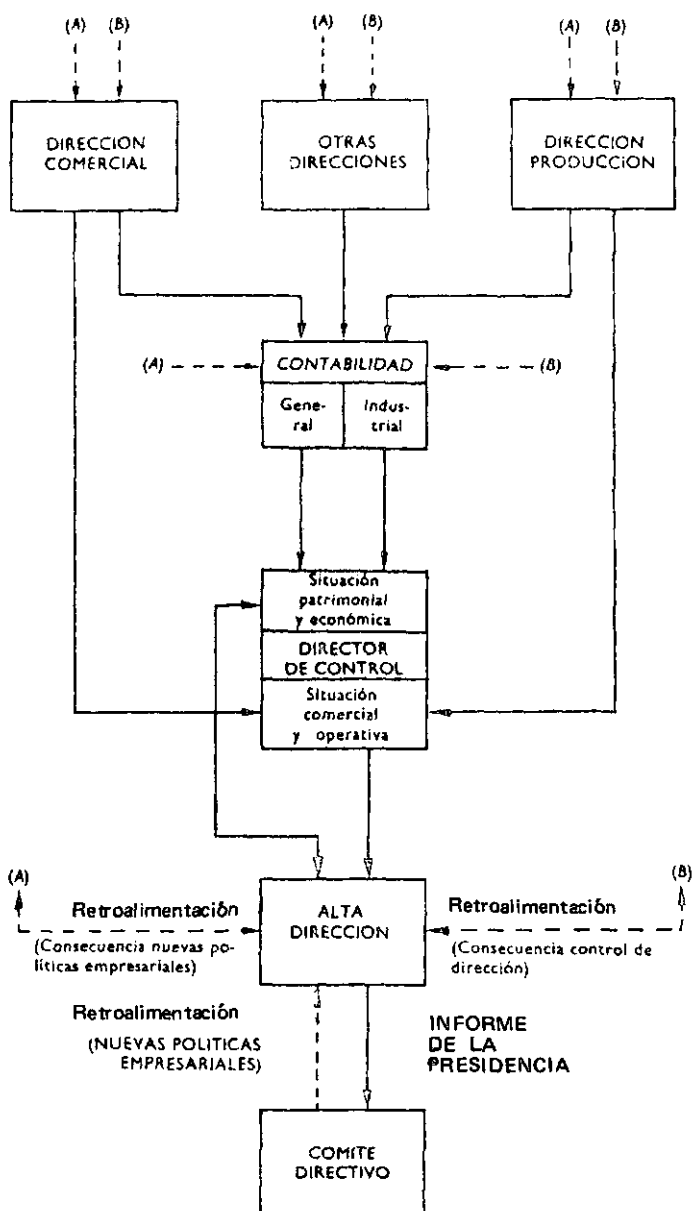 (A)
(B)
(A)
(B)
(A)
(B)
DIRECCION
COMERCIAL
OTRAS
DIRECCIONES
DIRECCION
PRODUCCION
(A)
CONTABILIDAD
(B)
Gene-
ral
Indus-
trial
Situación
patrimonial
y económica
DIRECTOR
DE CONTROL
Situación
comercial
y operativa
(A)
(B)
Retroalimentación
(Consecuencia nuevas po-
líticas empresariales)
ALTA
DIRECCION
Retroalimentación
(Consecuencia control de
dirección)
Retroalimentación
(NUEVAS POLITICAS
EMPRESARIALES)
INFORME
DE LA
PRESIDENCIA
COMITE
DIRECTIVO